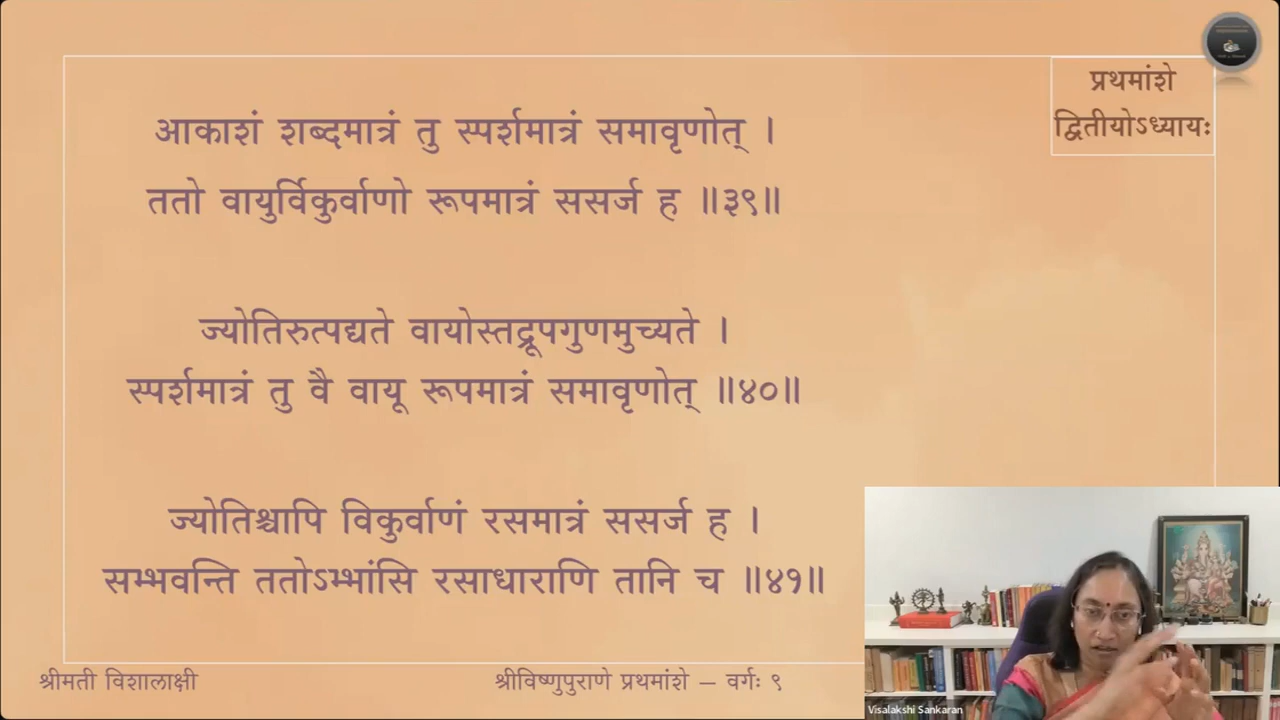 प्रथमांशे
द्वितीयोऽध्यायः
आकाशं शब्दमात्रं तु स्पर्शमात्रं समावृणोत् ।
ततो वायुर्विकुर्वाणो रूपमात्रं ससर्ज ह ॥३९॥
ज्योतिरुत्पद्यते वायोस्तद्रूपगुणमुच्यते ।
स्पर्शमात्रं तु वै वायू रूपमात्रं समावृणोत् ॥४०॥
ज्योतिश्चापि विकुर्वाणं रसमात्रं ससर्ज ह ।
सम्भवन्ति ततोऽम्भांसि रसाधाराणि तानि च ॥४१॥
श्रीमती विशालाक्षी
श्रीविष्णुपुराणे प्रथमांशे – वर्गः ९
Visalakshi Sankaran